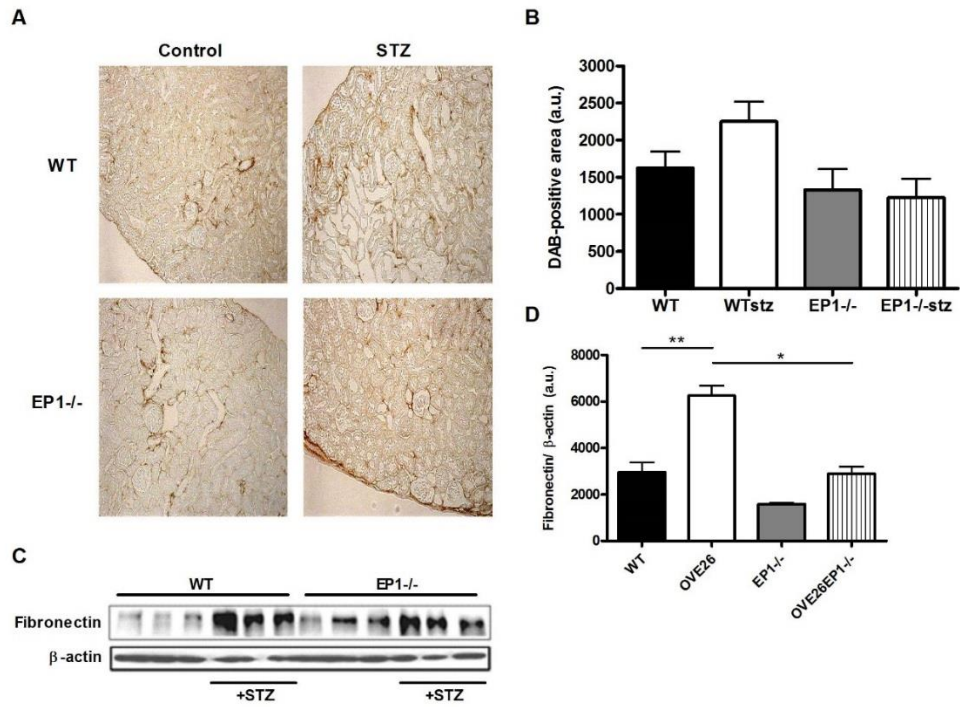 A
Control
STZ
WT
EP1-/-
B
DAB-positive area (a.u.)
3000
2500
2000
1500
1000
500
0
WT WTstz EP1-/- EP1-/-stz
C
WT EP1-/-
Fibronectin
β-actin
+STZ +STZ
D
Fibronectin/ β-actin (a.u.)
8000
6000
4000
2000
0
**
*
WT OVE26 EP1-/- OVE26EP1-/-